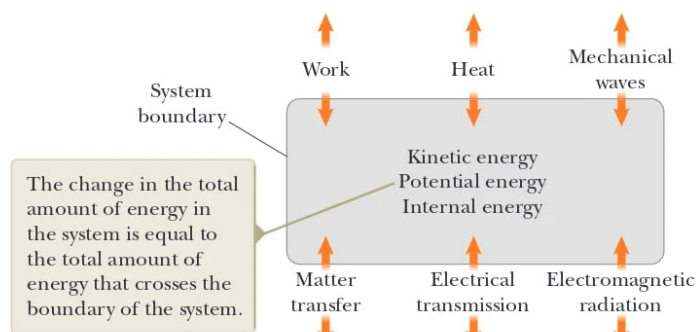 Work
Heat
Mechanical
waves
System
boundary
Kinetic energy
Potential energy
Internal energy
The change in the total
amount of energy in
the system is equal to
the total amount of
energy that crosses the
boundary of the system.
Matter
transfer
Electrical
transmission
Electromagnetic
radiation